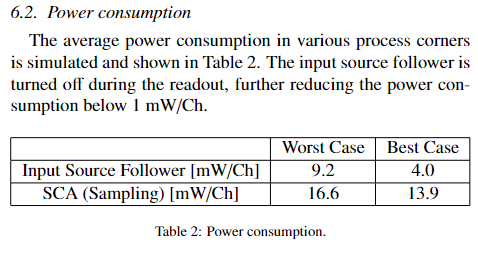 6.2. Power consumption
The average power consumption in various process corners
is simulated and shown in Table 2. The input source follower is
turned off during the readout, further reducing the power con-
sumption below 1 mW/Ch.
Worst Case Best Case
Input Source Follower [mW/Ch] 9.2 4.0
SCA (Sampling) [mW/Ch] 16.6 13.9
Table 2: Power consumption.